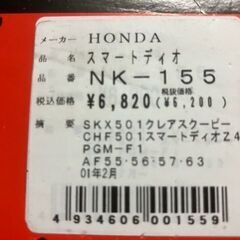 メーカー HONDA
品名 スマートディオ
品番 NK-155
税込価格 ¥6,820 税抜価格 (¥6,200)
摘要 SKX501クレアスクーピー
CHF501スマートディオZ4
PGM-F1
AF55·56·57·63
01年2月
4934606001559